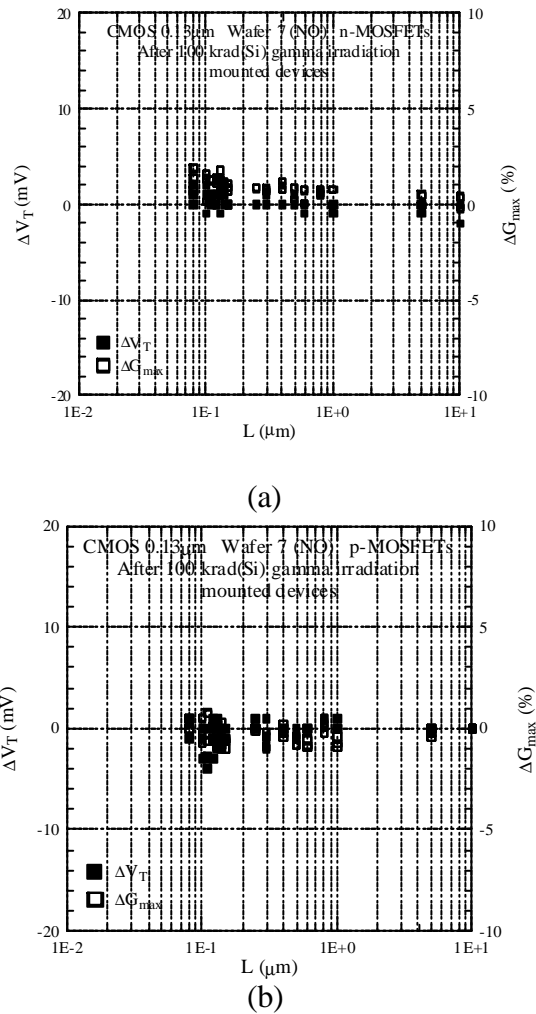 CMOS 0.13μm Wafer 7 (NO) n-MOSFETs
After 100 krad(Si) gamma irradiation
mounted devices
20
10
0
-10
-20
ΔV_T (mV)
10
5
0
-5
-10
ΔG_max (%)
ΔV_T
ΔG_max
1E-2 1E-1 1E+0 1E+1
L (μm)
(a)
CMOS 0.13μm Wafer 7 (NO) p-MOSFETs
After 100 krad(Si) gamma irradiation
mounted devices
20
10
0
-10
-20
ΔV_T (mV)
10
5
0
-5
-10
ΔG_max (%)
ΔV_T
ΔG_max
1E-2 1E-1 1E+0 1E+1
L (μm)
(b)